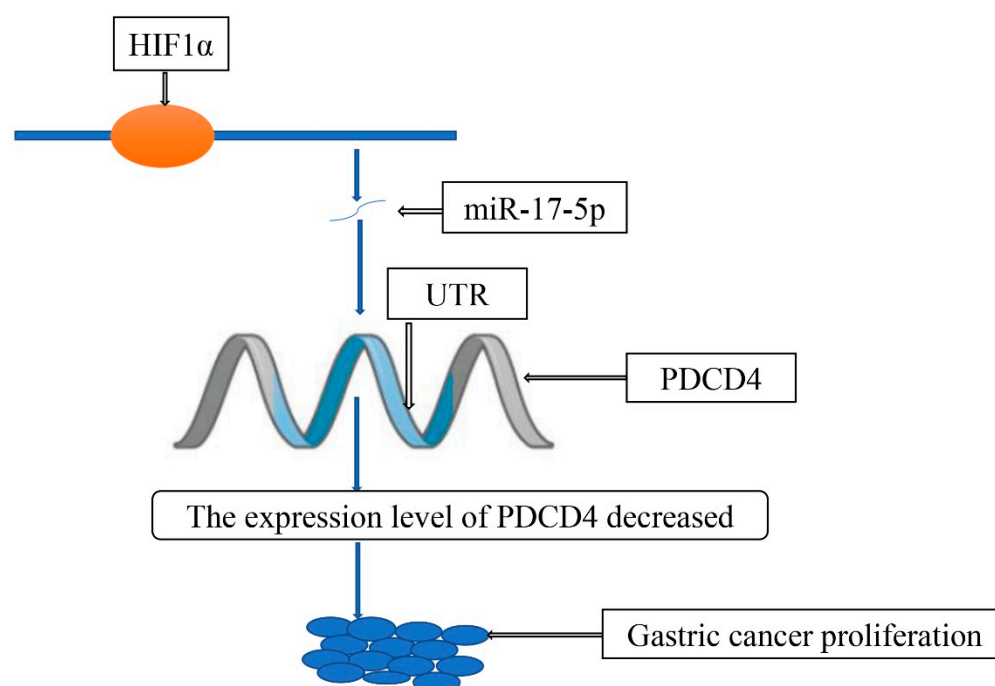 HIF1α
miR-17-5p
UTR
PDCD4
The expression level of PDCD4 decreased
Gastric cancer proliferation